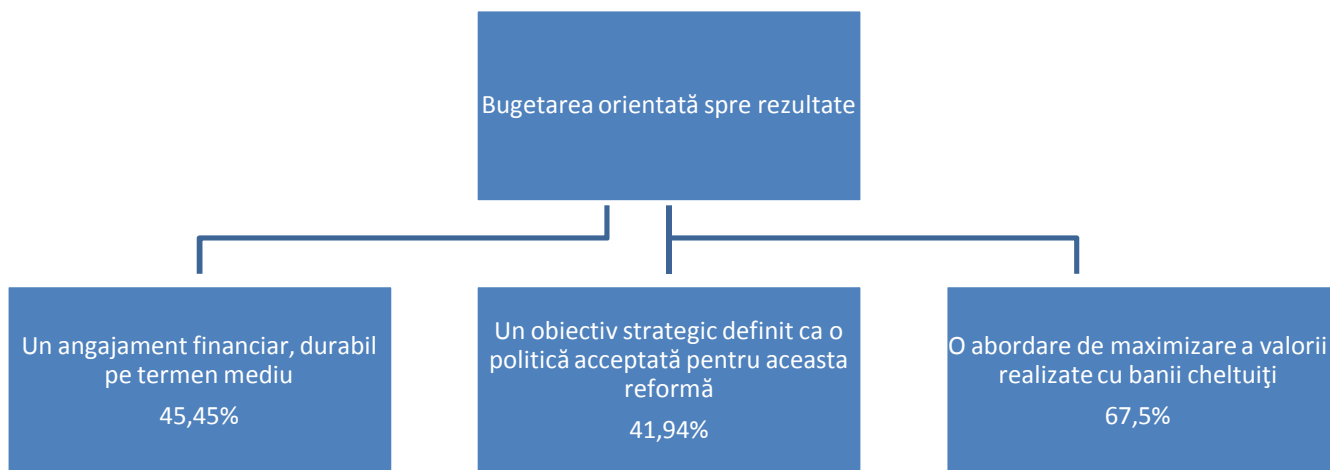 Bugetarea orientată spre rezultate
Un angajament financiar, durabil
pe termen mediu
45,45%
Un obiectiv strategic definit ca o
politică acceptată pentru aceasta
reformă
41,94%
O abordare de maximizare a valorii
realizate cu banii cheltuiţi
67,5%